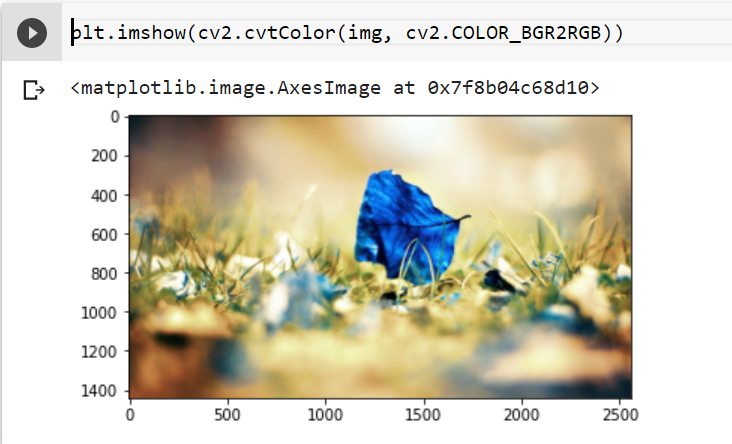 plt.imshow(cv2.cvtColor(img, cv2.COLOR_BGR2RGB))
<matplotlib.image.AxesImage at 0x7f8b04c68d10>
0
200
400
600
800
1000
1200
1400
0 500 1000 1500 2000 2500